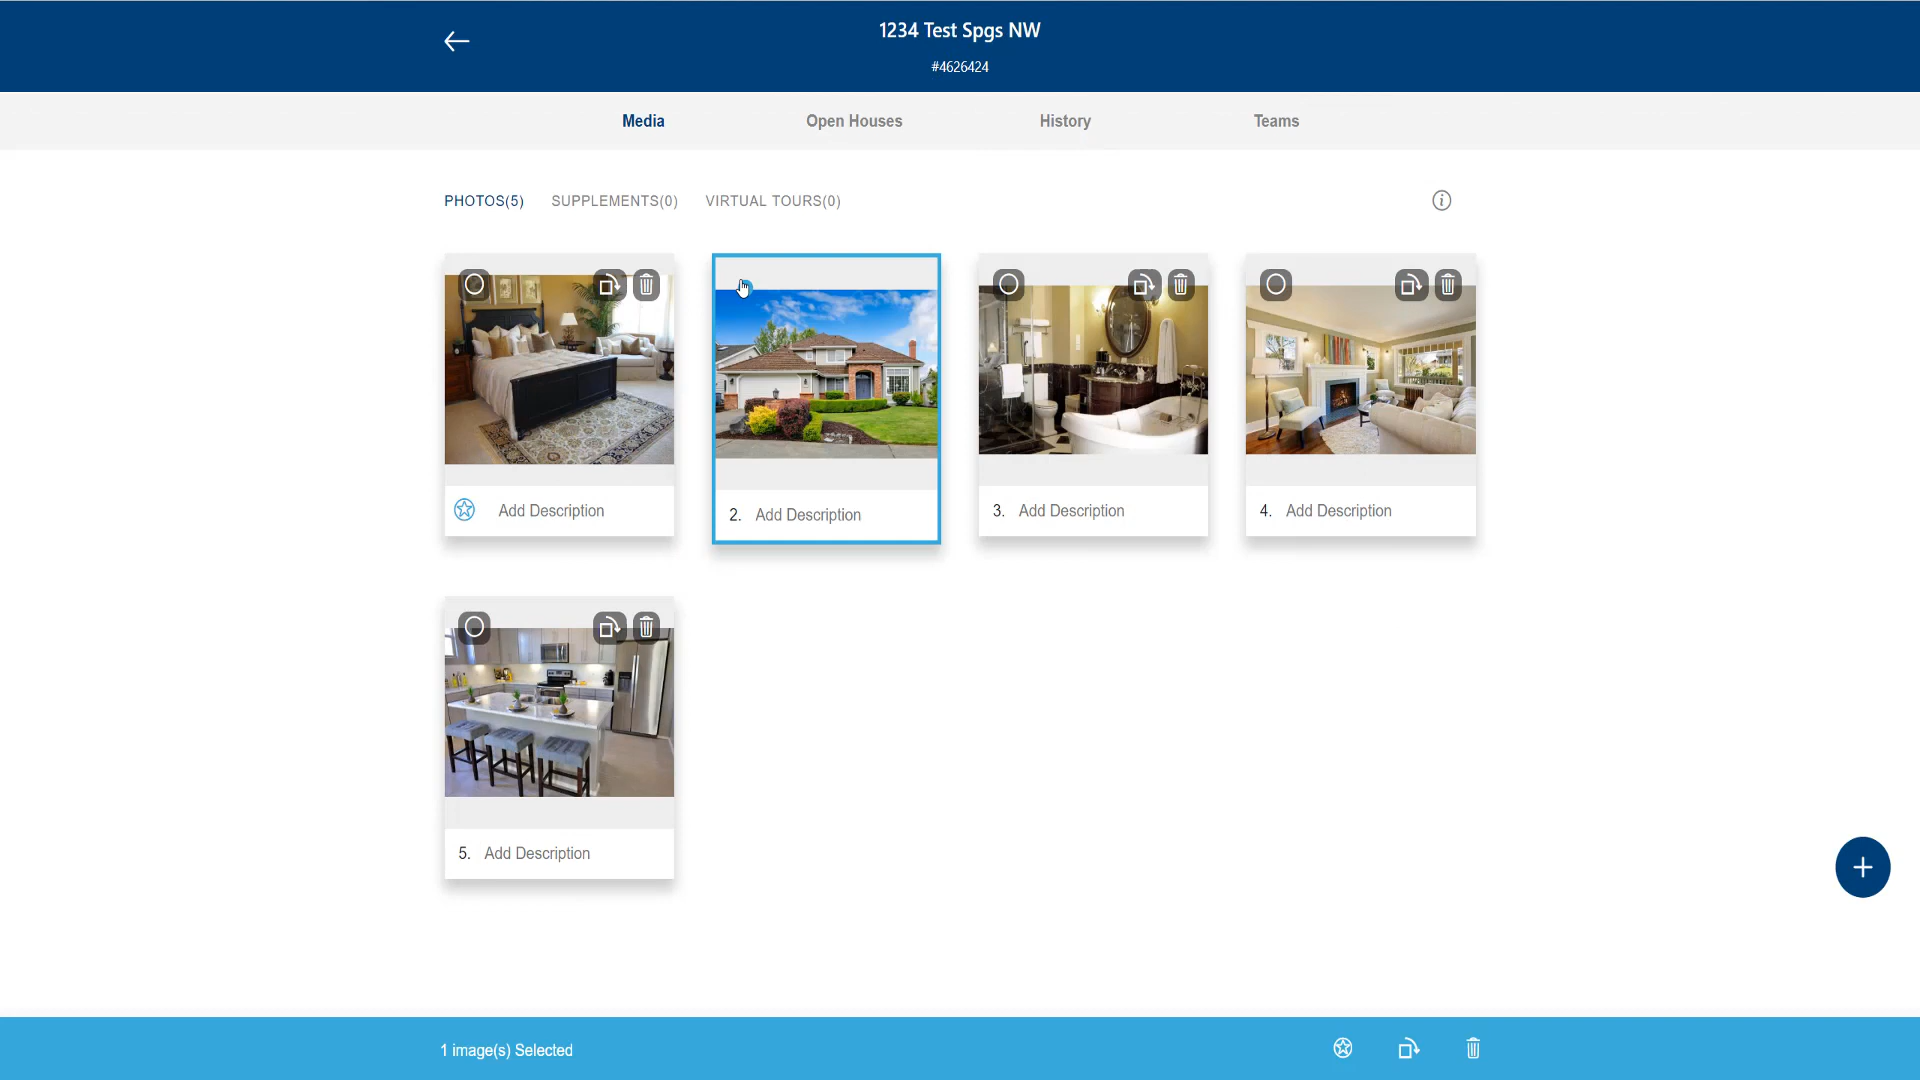 1234 Test Spgs NW
#4626424
Media
Open Houses
History
Teams
PHOTOS(5)
SUPPLEMENTS(0)
VIRTUAL TOURS(0)
Add Description
2. Add Description
3. Add Description
4. Add Description
5. Add Description
1 image(s) Selected